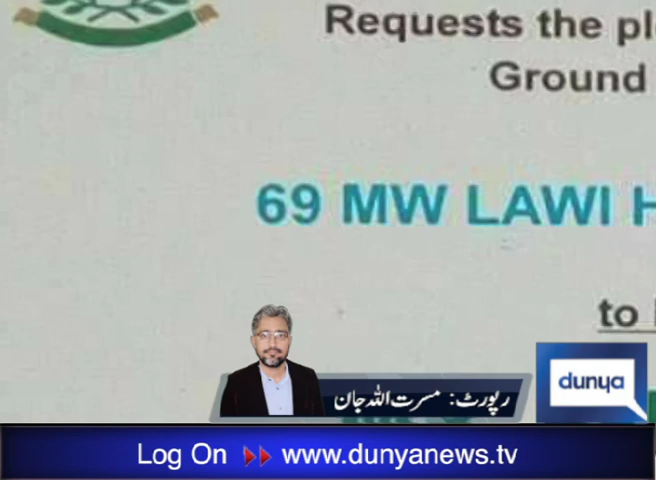 Requests the pl
Ground
69 MW LAWI H
to
رپورٹ: مسرت اللہ جان
dunya
Log On www.dunyanews.tv